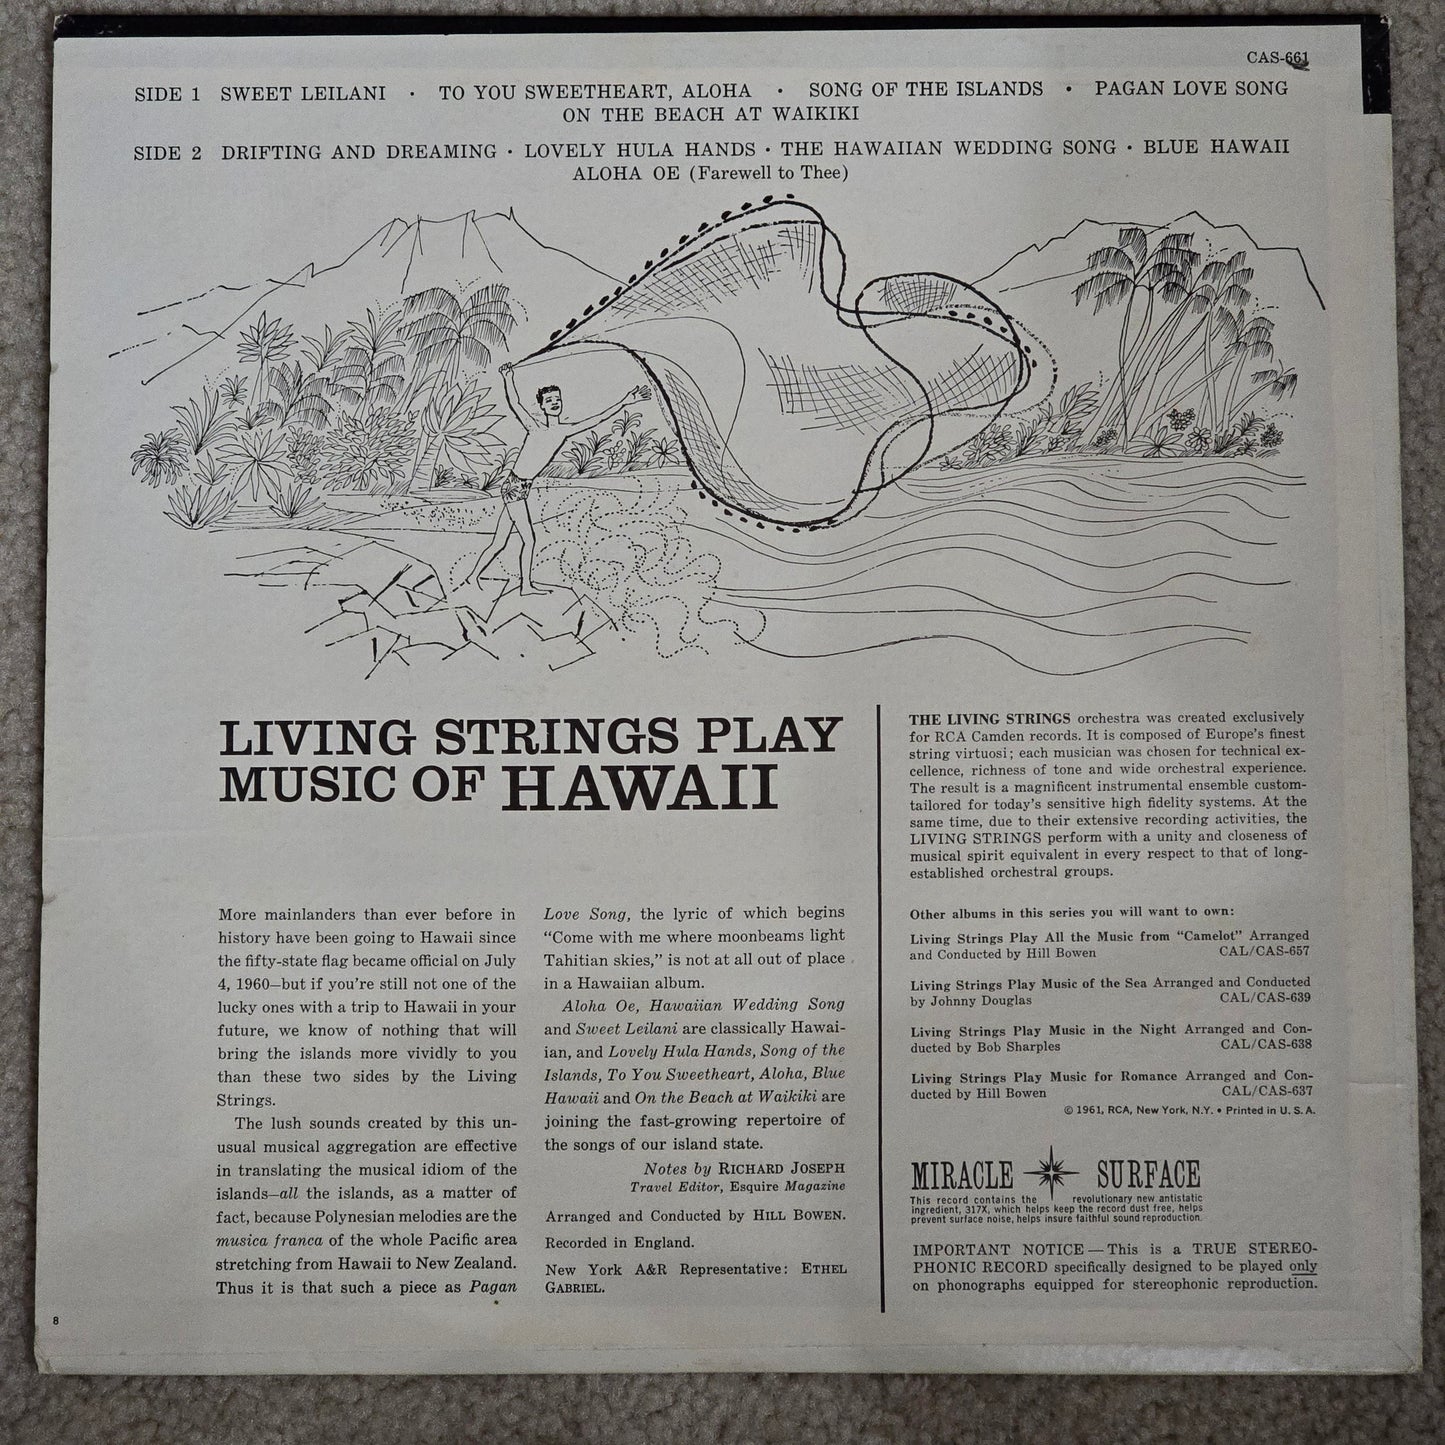 CAS-661
SIDE 1 SWEET LEILANI • TO YOU SWEETHEART, ALOHA • SONG OF THE ISLANDS • PAGAN LOVE SONG
ON THE BEACH AT WAIKIKI
SIDE 2 DRIFTING AND DREAMING • LOVELY HULA HANDS • THE HAWAIIAN WEDDING SONG • BLUE HAWAII
ALOHA OE (Farewell to Thee)
LIVING STRINGS PLAY
MUSIC OF HAWAII
More mainlanders than ever before in
history have been going to Hawaii since
the fifty-state flag became official on July
4, 1960—but if you're still not one of the
lucky ones with a trip to Hawaii in your
future, we know of nothing that will
bring the islands more vividly to you
than these two sides by the Living
Strings.
The lush sounds created by this un-
usual musical aggregation are effective
in translating the musical idiom of the
islands—all the islands, as a matter of
fact, because Polynesian melodies are the
musica franca of the whole Pacific area
stretching from Hawaii to New Zealand.
Thus it is that such a piece as Pagan
Love Song, the lyric of which begins
“Come with me where moonbeams light
Tahitian skies,” is not at all out of place
in a Hawaiian album.
Aloha Oe, Hawaiian Wedding Song
and Sweet Leilani are classically Hawai-
ian, and Lovely Hula Hands, Song of the
Islands, To You Sweetheart, Aloha, Blue
Hawaii and On the Beach at Waikiki are
joining the fast-growing repertoire of
the songs of our island state.
Notes by RICHARD JOSEPH
Travel Editor, Esquire Magazine
Arranged and Conducted by HILL BOWEN.
Recorded in England.
New York A&R Representative: ETHEL
GABRIEL.
THE LIVING STRINGS orchestra was created exclusively
for RCA Camden records. It is composed of Europe's finest
string virtuosi; each musician was chosen for technical ex-
cellence, richness of tone and wide orchestral experience.
The result is a magnificent instrumental ensemble custom-
tailored for today's sensitive high fidelity systems. At the
same time, due to their extensive recording activities, the
LIVING STRINGS perform with a unity and closeness of
musical spirit equivalent in every respect to that of long-
established orchestral groups.
Other albums in this series you will want to own:
Living Strings Play All the Music from “Camelot” Arranged
and Conducted by Hill Bowen CAL/CAS-657
Living Strings Play Music of the Sea Arranged and Conducted
by Johnny Douglas CAL/CAS-639
Living Strings Play Music in the Night Arranged and Con-
ducted by Bob Sharples CAL/CAS-638
Living Strings Play Music for Romance Arranged and Con-
ducted by Hill Bowen CAL/CAS-637
© 1961, RCA, New York, N.Y. • Printed in U. S. A.
MIRACLE SURFACE
This record contains the revolutionary new antistatic
ingredient, 317X, which helps keep the record dust free, helps
prevent surface noise, helps insure faithful sound reproduction.
IMPORTANT NOTICE — This is a TRUE STEREO-
PHONIC RECORD specifically designed to be played only
on phonographs equipped for stereophonic reproduction.
8